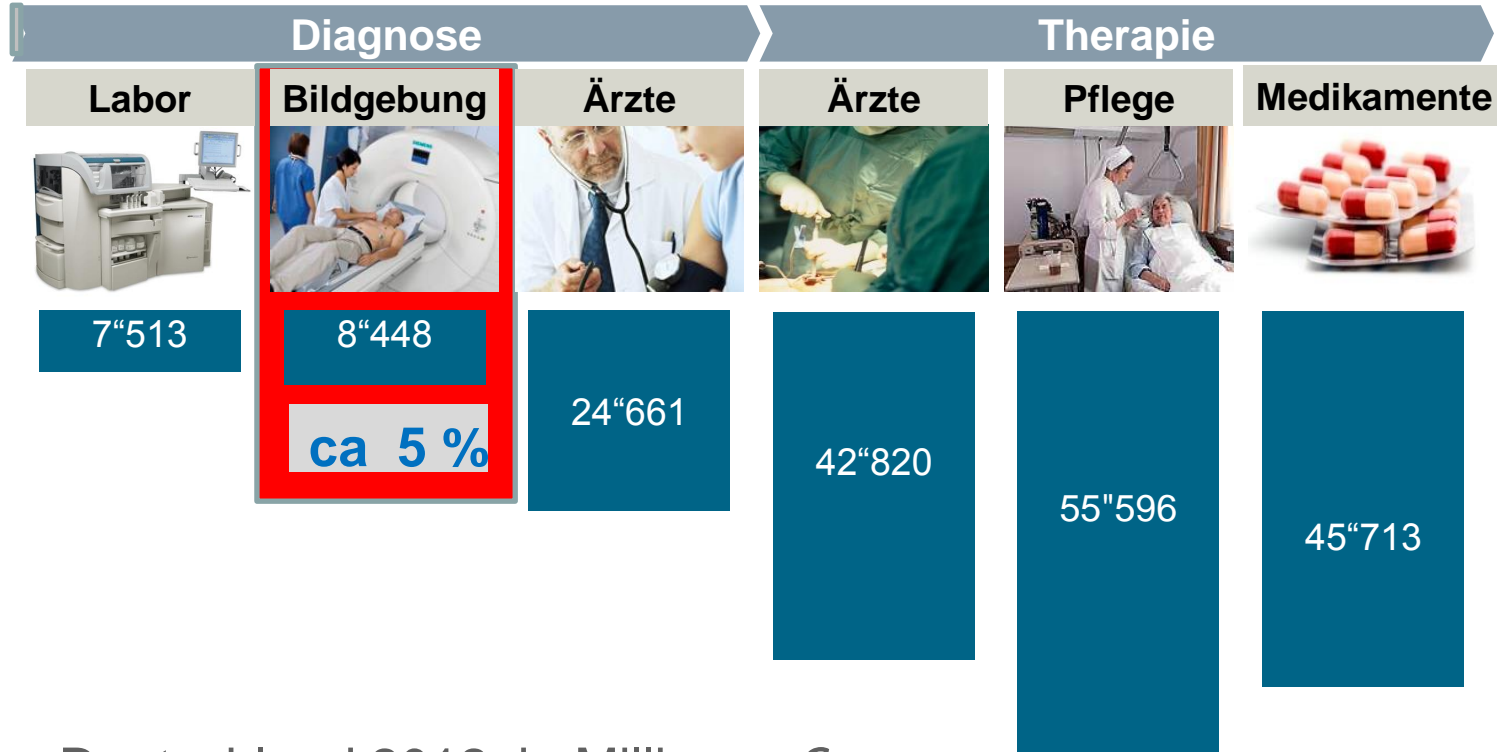 Diagnose Therapie
Labor Bildgebung Ärzte Ärzte Pflege Medikamente
SIEMENS
7“513 8“448
24“661
ca 5 %
42“820
55"596
45“713